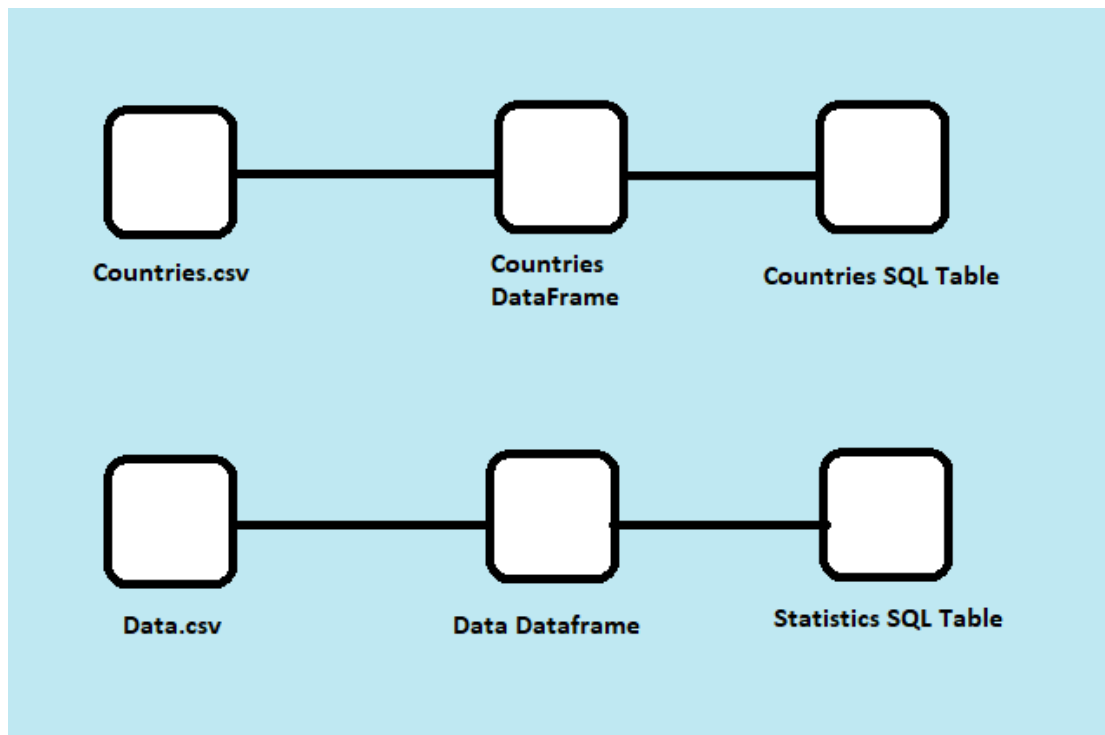 Countries.csv
Countries
DataFrame
Countries SQL Table
Data.csv
Data Dataframe
Statistics SQL Table